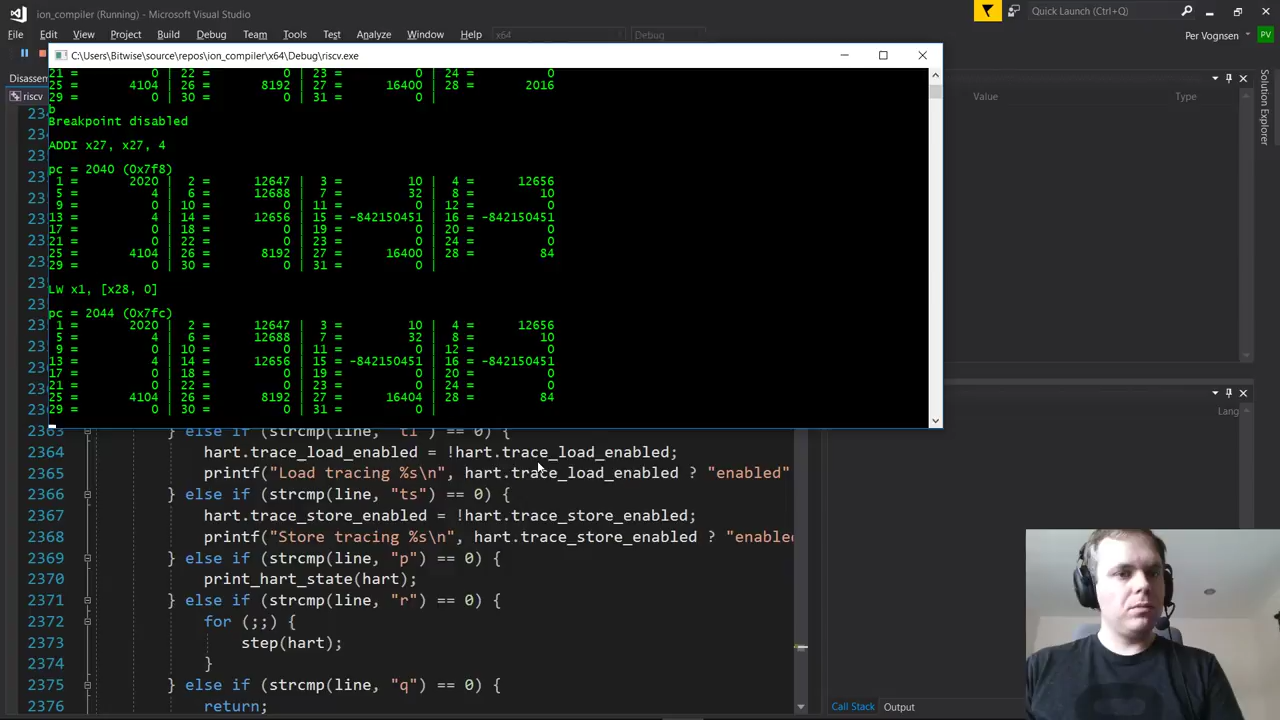 ion_compiler (Running) - Microsoft Visual Studio
Quick Launch (Ctrl+Q)
File Edit View Project Build Debug Team Tools Test Analyze Window Help x64 Debug
Per Vognsen PV
C:\Users\Bitwise\source\repos\ion_compiler\x64\Debug\riscv.exe
Disassem
riscv
Value Type
Solution Explorer
21 = 0 | 22 = 0 | 23 = 0 | 24 = 0
25 = 4104 | 26 = 8192 | 27 = 16400 | 28 = 2016
29 = 0 | 30 = 0 | 31 = 0 |
b
Breakpoint disabled
ADDI x27, x27, 4
pc = 2040 (0x7f8)
1 = 2020 | 2 = 12647 | 3 = 10 | 4 = 12656
5 = 4 | 6 = 12688 | 7 = 32 | 8 = 10
9 = 0 | 10 = 0 | 11 = 0 | 12 = 0
13 = 4 | 14 = 12656 | 15 = -842150451 | 16 = -842150451
17 = 0 | 18 = 0 | 19 = 0 | 20 = 0
21 = 0 | 22 = 0 | 23 = 0 | 24 = 0
25 = 4104 | 26 = 8192 | 27 = 16400 | 28 = 84
29 = 0 | 30 = 0 | 31 = 0 |
LW x1, [x28, 0]
pc = 2044 (0x7fc)
1 = 2020 | 2 = 12647 | 3 = 10 | 4 = 12656
5 = 4 | 6 = 12688 | 7 = 32 | 8 = 10
9 = 0 | 10 = 0 | 11 = 0 | 12 = 0
13 = 4 | 14 = 12656 | 15 = -842150451 | 16 = -842150451
17 = 0 | 18 = 0 | 19 = 0 | 20 = 0
21 = 0 | 22 = 0 | 23 = 0 | 24 = 0
25 = 4104 | 26 = 8192 | 27 = 16404 | 28 = 84
29 = 0 | 30 = 0 | 31 = 0 |
Lang
2363 } else if (strcmp(line, "tl") == 0) {
2364 hart.trace_load_enabled = !hart.trace_load_enabled;
2365 printf("Load tracing %s\n", hart.trace_load_enabled ? "enabled"
2366 } else if (strcmp(line, "ts") == 0) {
2367 hart.trace_store_enabled = !hart.trace_store_enabled;
2368 printf("Store tracing %s\n", hart.trace_store_enabled ? "enabled
2369 } else if (strcmp(line, "p") == 0) {
2370 print_hart_state(hart);
2371 } else if (strcmp(line, "r") == 0) {
2372 for (;;) {
2373 step(hart);
2374 }
2375 } else if (strcmp(line, "q") == 0) {
2376 return;
Call Stack Output